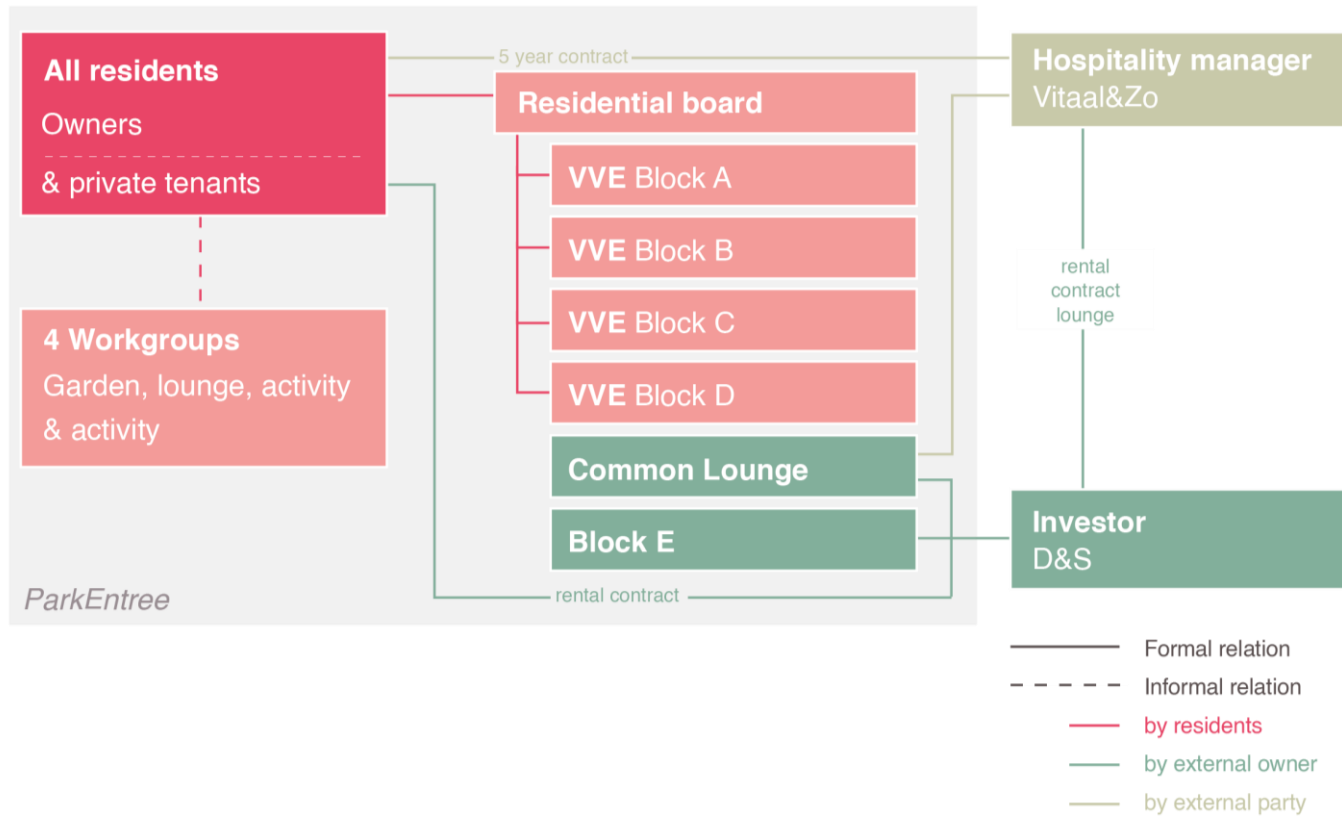 All residents
Owners
& private tenants
4 Workgroups
Garden, lounge, activity
& activity
ParkEntree
5 year contract
Residential board
VVE Block A
VVE Block B
VVE Block C
VVE Block D
Common Lounge
Block E
rental contract
Hospitality manager
Vitaal&Zo
rental
contract
lounge
Investor
D&S
Formal relation
Informal relation
by residents
by external owner
by external party